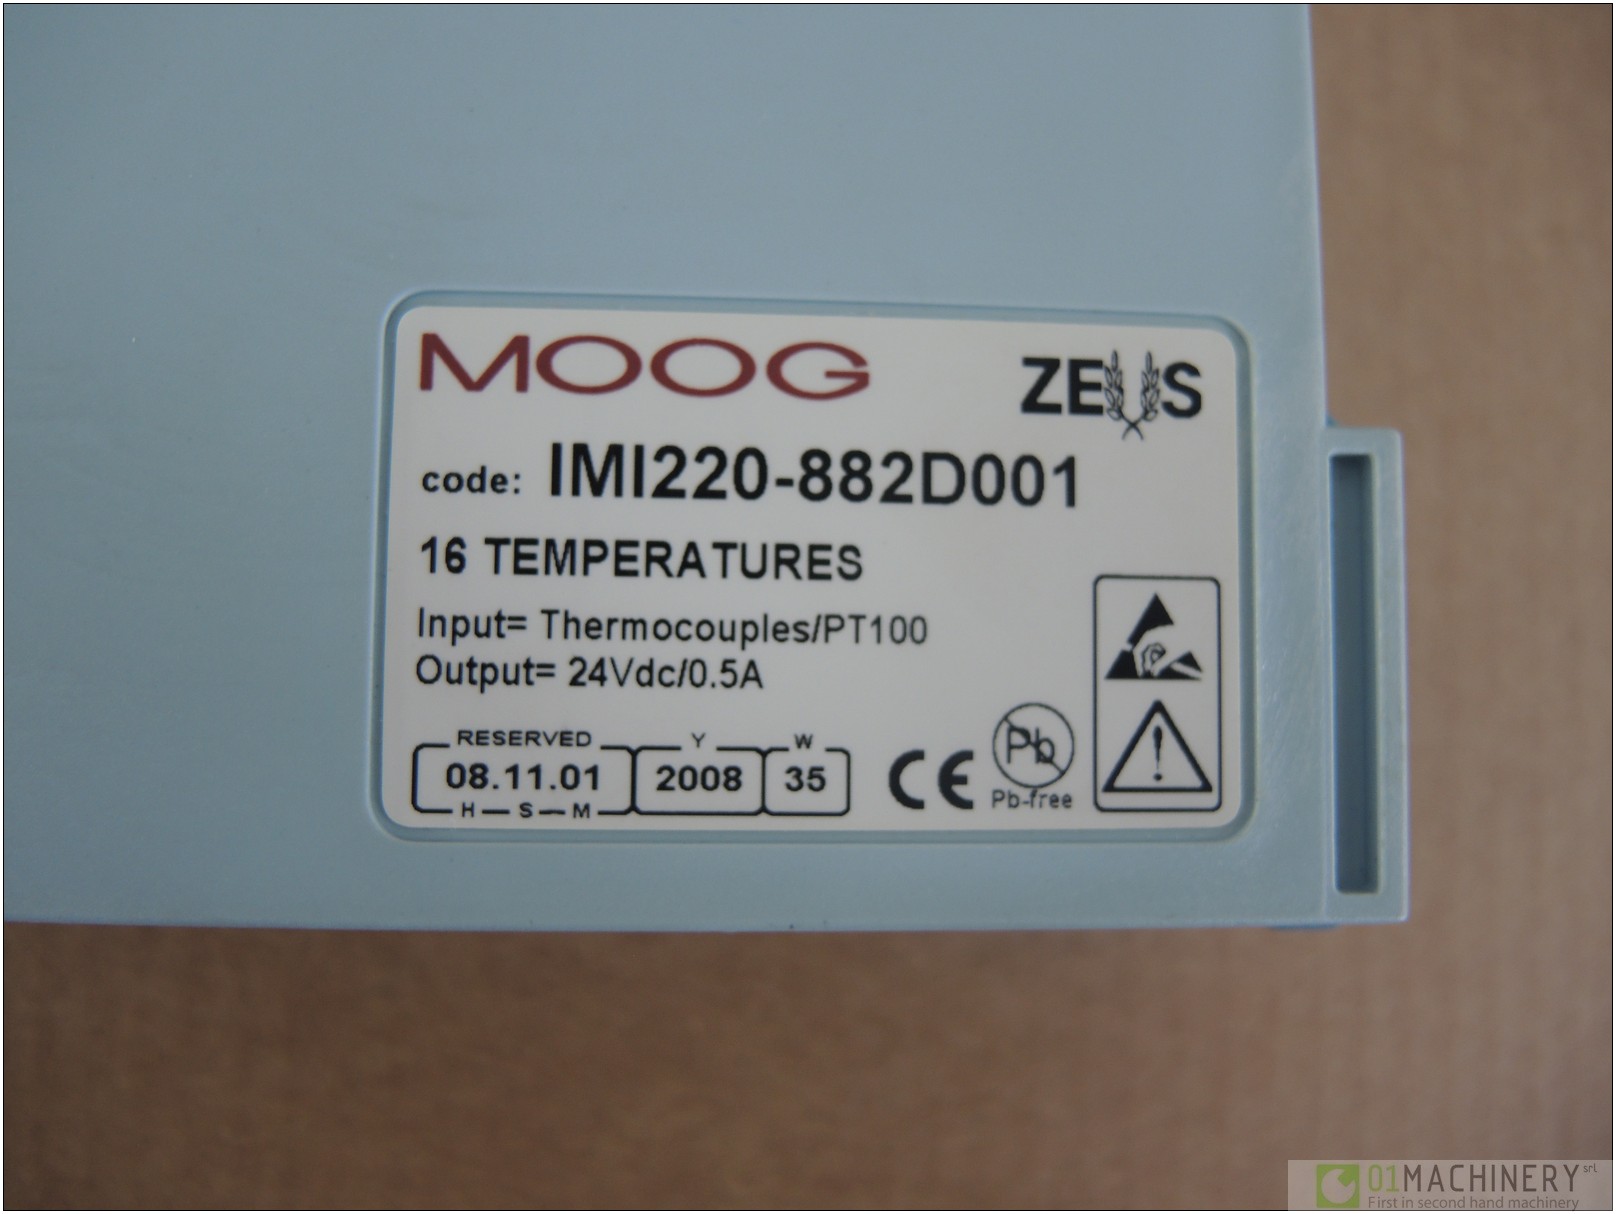 MOOG ZEUS
code: IMI220-882D001
16 TEMPERATURES
Input= Thermocouples/PT100
Output= 24Vdc/0.5A
RESERVED Y W
08.11.01 2008 35
H S M
CE Pb
Pb-free
01MACHINERY srl
First in second hand machinery